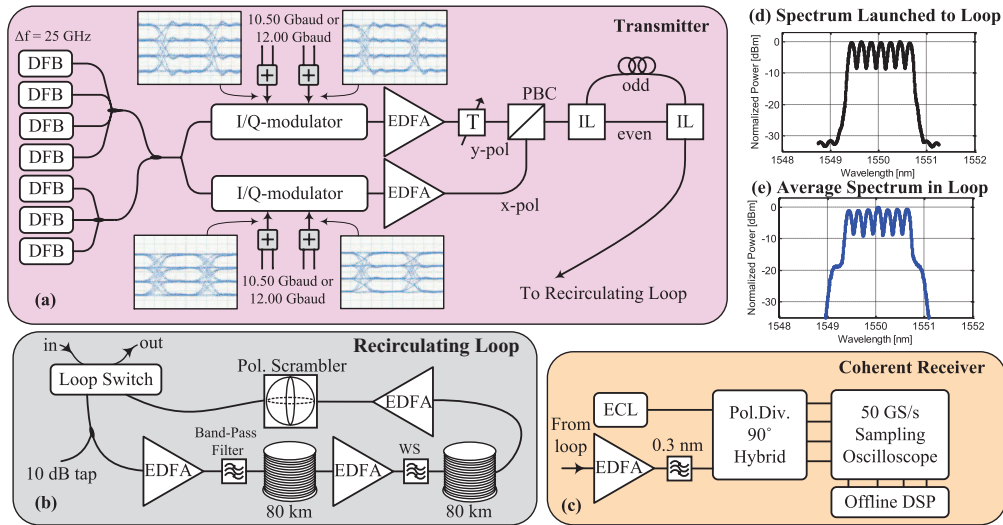 10.50 Gbaud or
12.00 Gbaud
Transmitter
Δf = 25 GHz
DFB
DFB
DFB
DFB
DFB
DFB
DFB
+
+
I/Q-modulator
EDFA
T
y-pol
PBC
IL
odd
even
IL
I/Q-modulator
EDFA
x-pol
+
+
10.50 Gbaud or
12.00 Gbaud
To Recirculating Loop
(a)
(d) Spectrum Launched to Loop
Normalized Power [dBm]
0
-10
-20
-30
1548
1549
1550
1551
1552
Wavelength [nm]
(e) Average Spectrum in Loop
Normalized Power [dBm]
0
-10
-20
-30
1548
1549
1550
1551
1552
Wavelength [nm]
Recirculating Loop
in
out
Loop Switch
Pol. Scrambler
EDFA
10 dB tap
EDFA
Band-Pass
Filter
80 km
EDFA
WS
80 km
(b)
Coherent Receiver
ECL
From
loop
EDFA
0.3 nm
Pol.Div.
90°
Hybrid
50 GS/s
Sampling
Oscilloscope
Offline DSP
(c)